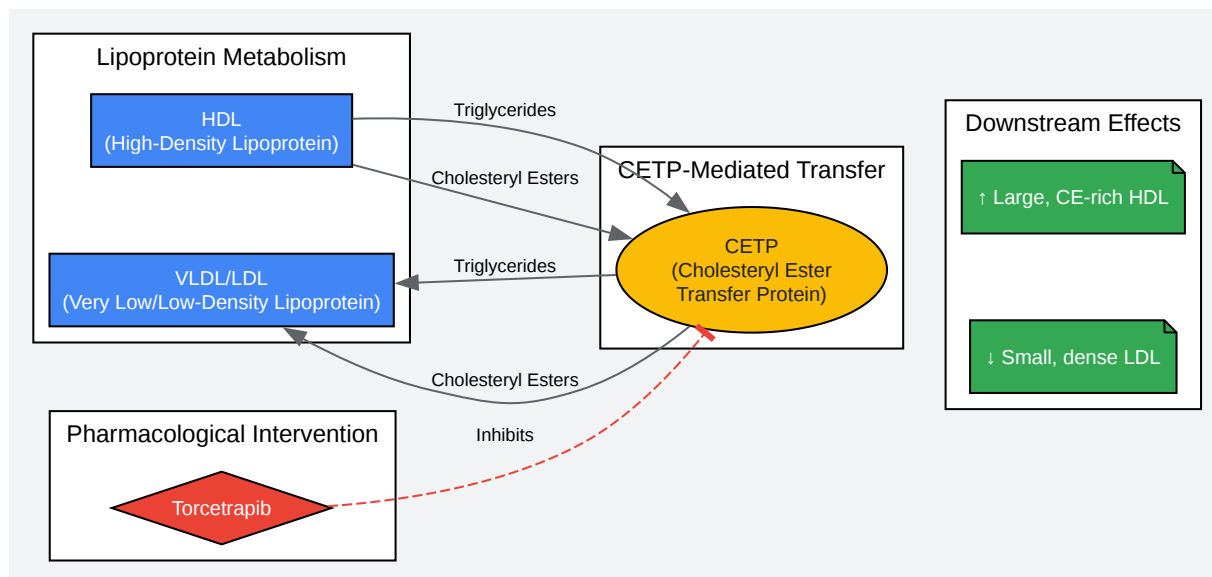 Lipoprotein Metabolism
HDL
(High-Density Lipoprotein)
VLDL/LDL
(Very Low/Low-Density Lipoprotein)
Triglycerides
Cholesteryl Esters
Triglycerides
Cholesteryl Esters
Inhibits
CETP-Mediated Transfer
CETP
(Cholesteryl Ester
Transfer Protein)
Downstream Effects
↑ Large, CE-rich HDL
↓ Small, dense LDL
Pharmacological Intervention
Torcetrapib